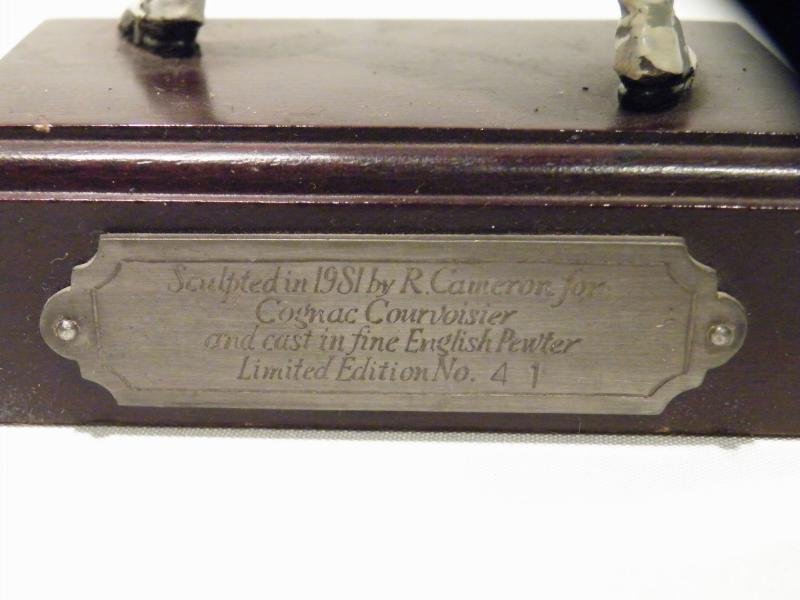 Sculpted in 1981 by R. Cameron for
Cognac Courvoisier
and cast in fine English Pewter
Limited Edition No. 41